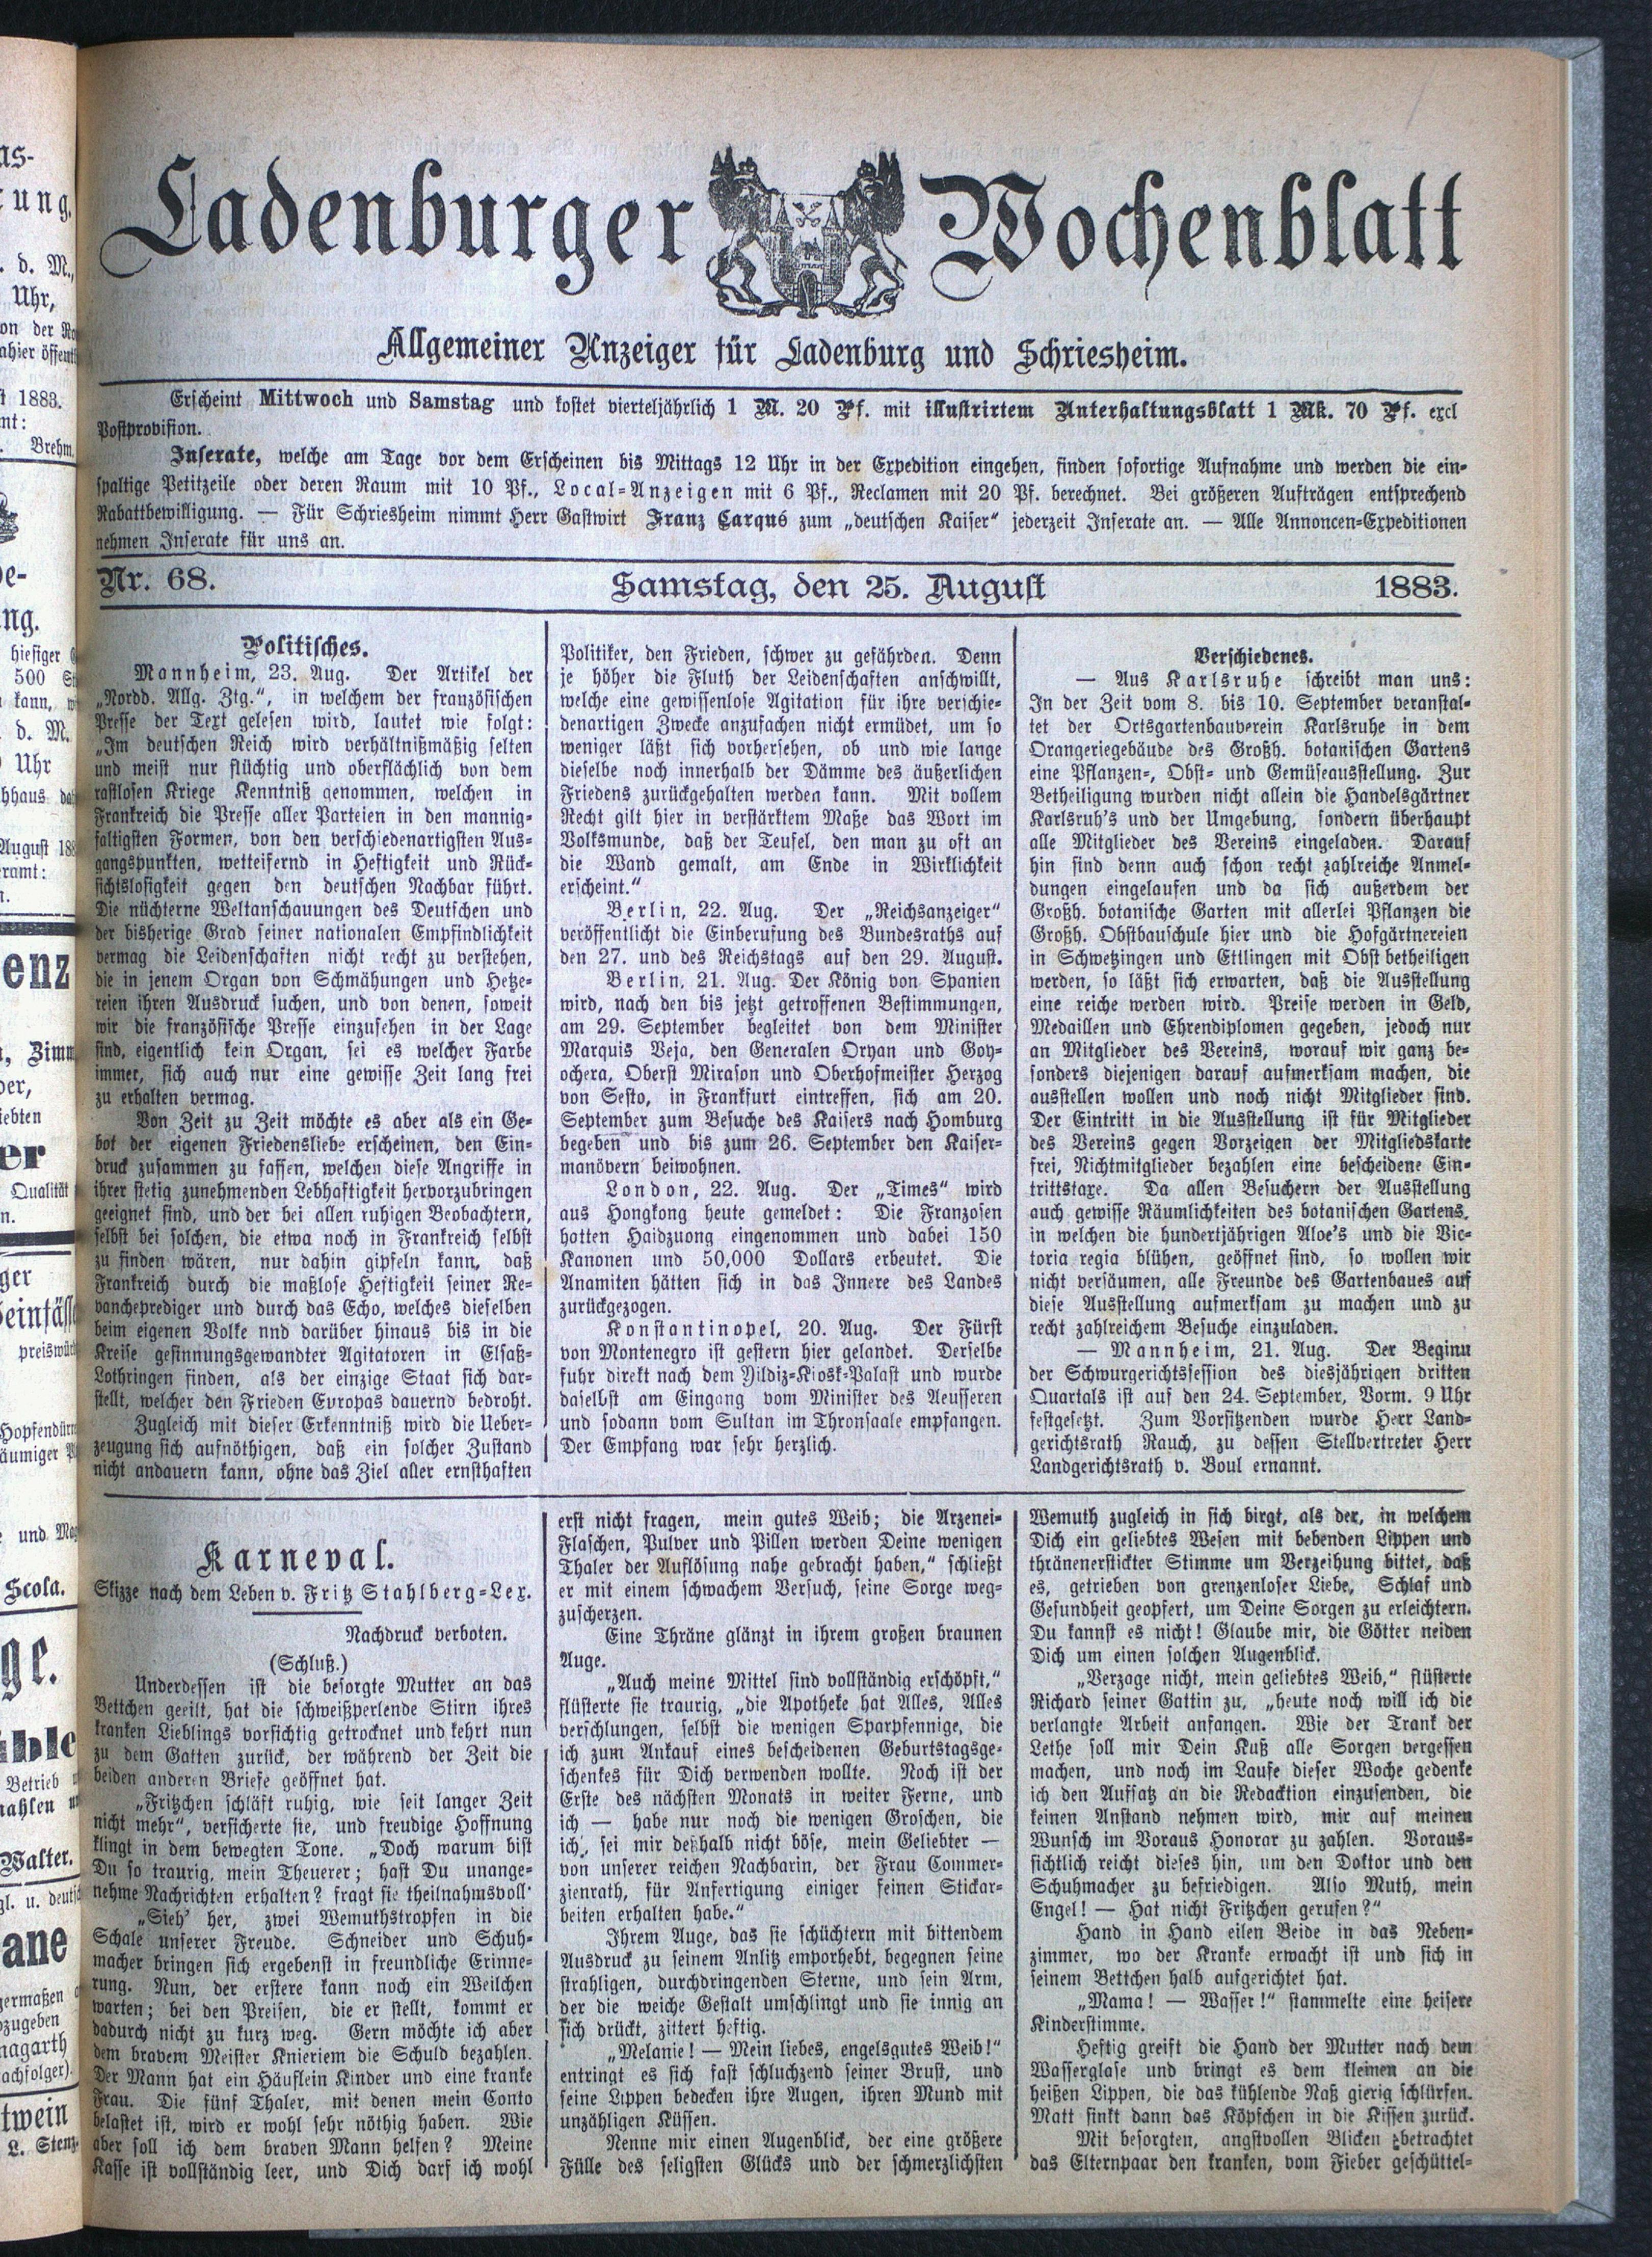 Ladenburger Wochenblatt
Allgemeiner Anzeiger für Ladenburg und Schriesheim.
Erscheint Mittwoch und Samstag und kostet vierteljährlich 1 M. 20 Pf. mit illustrirtem Unterhaltungsblatt 1 Mk. 70 Pf. excl
Postprovision.
Inserate, welche am Tage vor dem Erscheinen bis Mittags 12 Uhr in der Expedition eingehen, finden sofortige Aufnahme und werden die ein-
spaltige Petitzeile oder deren Raum mit 10 Pf., Local-Anzeigen mit 6 Pf., Reclamen mit 20 Pf. berechnet. Bei größeren Aufträgen entsprechend
Rabattbewilligung. — Für Schriesheim nimmt Herr Gastwirt Franz Carqué zum „deutschen Kaiser" jederzeit Inserate an. — Alle Annoncen-Expeditionen
nehmen Inserate für uns an.
Nr. 68. Samstag, den 25. August 1883.
Politisches.
Mannheim, 23. Aug. Der Artikel der
„Nordd. Allg. Ztg.", in welchem der französischen
Presse der Text gelesen wird, lautet wie folgt:
„Im deutschen Reich wird verhältnißmäßig selten
und meist nur flüchtig und oberflächlich von dem
rastlosen Kriege Kenntniß genommen, welchen in
Frankreich die Presse aller Parteien in den mannig-
faltigsten Formen, von den verschiedenartigsten Aus-
gangspunkten, wetteifernd in Heftigkeit und Rück-
sichtslosigkeit gegen den deutschen Nachbar führt.
Die nüchterne Weltanschauungen des Deutschen und
der bisherige Grad seiner nationalen Empfindlichkeit
vermag die Leidenschaften nicht recht zu verstehen,
die in jenem Organ von Schmähungen und Hetze-
reien ihren Ausdruck suchen, und von denen, soweit
wir die französische Presse einzusehen in der Lage
sind, eigentlich kein Organ, sei es welcher Farbe
immer, sich auch nur eine gewisse Zeit lang frei
zu erhalten vermag.
Von Zeit zu Zeit möchte es aber als ein Ge-
bot der eigenen Friedensliebe erscheinen, den Ein-
druck zusammen zu fassen, welchen diese Angriffe in
ihrer stetig zunehmenden Lebhaftigkeit hervorzubringen
geeignet sind, und der bei allen ruhigen Beobachtern,
selbst bei solchen, die etwa noch in Frankreich selbst
zu finden wären, nur dahin gipfeln kann, daß
Frankreich durch die maßlose Heftigkeit seiner Re-
vancheprediger und durch das Echo, welches dieselben
beim eigenen Volke nnd darüber hinaus bis in die
Kreise gesinnungsgewandter Agitatoren in Elsaß-
Lothringen finden, als der einzige Staat sich dar-
stellt, welcher den Frieden Europas dauernd bedroht.
Zugleich mit dieser Erkenntniß wird die Ueber-
zeugung sich aufnöthigen, daß ein solcher Zustand
nicht andauern kann, ohne das Ziel aller ernsthaften
Politiker, den Frieden, schwer zu gefährden. Denn
je höher die Fluth der Leidenschaften anschwillt,
welche eine gewissenlose Agitation für ihre verschie-
denartigen Zwecke anzufachen nicht ermüdet, um so
weniger läßt sich vorhersehen, ob und wie lange
dieselbe noch innerhalb der Dämme des äußerlichen
Friedens zurückgehalten werden kann. Mit vollem
Recht gilt hier in verstärktem Maße das Wort im
Volksmunde, daß der Teufel, den man zu oft an
die Wand gemalt, am Ende in Wirklichkeit
erscheint."
Berlin, 22. Aug. Der „Reichsanzeiger"
veröffentlicht die Einberufung des Bundesraths auf
den 27. und des Reichstags auf den 29. August.
Berlin, 21. Aug. Der König von Spanien
wird, nach den bis jetzt getroffenen Bestimmungen,
am 29. September begleitet von dem Minister
Marquis Veja, den Generalen Oryan und Goy-
ochera, Oberst Mirason und Oberhofmeister Herzog
von Sesto, in Frankfurt eintreffen, sich am 20.
September zum Besuche des Kaisers nach Homburg
begeben und bis zum 26. September den Kaiser-
manövern beiwohnen.
London, 22. Aug. Der „Times" wird
aus Hongkong heute gemeldet: Die Franzosen
hatten Haidzuong eingenommen und dabei 150
Kanonen und 50,000 Dollars erbeutet. Die
Anamiten hätten sich in das Innere des Landes
zurückgezogen.
Konstantinopel, 20. Aug. Der Fürst
von Montenegro ist gestern hier gelandet. Derselbe
fuhr direkt nach dem Yildiz-Kiosk-Palast und wurde
daselbst am Eingang vom Minister des Aeusseren
und sodann vom Sultan im Thronsaale empfangen.
Der Empfang war sehr herzlich.
Verschiedenes.
— Aus Karlsruhe schreibt man uns:
In der Zeit vom 8. bis 10. September veranstal-
tet der Ortsgartenbauverein Karlsruhe in dem
Orangeriegebäude des Großh. botanischen Gartens
eine Pflanzen-, Obst- und Gemüseausstellung. Zur
Betheiligung wurden nicht allein die Handelsgärtner
Karlsruh's und der Umgebung, sondern überhaupt
alle Mitglieder des Vereins eingeladen. Darauf
hin sind denn auch schon recht zahlreiche Anmel-
dungen eingelaufen und da sich außerdem der
Großh. botanische Garten mit allerlei Pflanzen die
Großh. Obstbauschule hier und die Hofgärtnereien
in Schwetzingen und Ettlingen mit Obst betheiligen
werden, so läßt sich erwarten, daß die Ausstellung
eine reiche werden wird. Preise werden in Geld,
Medaillen und Ehrendiplomen gegeben, jedoch nur
an Mitglieder des Vereins, worauf wir ganz be-
sonders diejenigen darauf aufmerksam machen, die
ausstellen wollen und noch nicht Mitglieder sind.
Der Eintritt in die Ausstellung ist für Mitglieder
des Vereins gegen Vorzeigen der Mitgliedskarte
frei, Nichtmitglieder bezahlen eine bescheidene Ein-
trittstaxe. Da allen Besuchern der Ausstellung
auch gewisse Räumlichkeiten des botanischen Gartens,
in welchen die hundertjährigen Aloe's und die Vic-
toria regia blühen, geöffnet sind, so wollen wir
nicht versäumen, alle Freunde des Gartenbaues auf
diese Ausstellung aufmerksam zu machen und zu
recht zahlreichem Besuche einzuladen.
— Mannheim, 21. Aug. Der Beginn
der Schwurgerichtssession des diesjährigen dritten
Quartals ist auf den 24. September, Vorm. 9 Uhr
festgesetzt. Zum Vorsitzenden wurde Herr Land-
gerichtsrath Rauch, zu dessen Stellvertreter Herr
Landgerichtsrath v. Boul ernannt.
Karneval.
Skizze nach dem Leben v. Fritz Stahlberg-Lex.
Nachdruck verboten.
(Schluß.)
Underdessen ist die besorgte Mutter an das
Bettchen geeilt, hat die schweißperlende Stirn ihres
kranken Lieblings vorsichtig getrocknet und kehrt nun
zu dem Gatten zurück, der während der Zeit die
beiden anderen Briefe geöffnet hat.
„Fritzchen schläft ruhig, wie seit langer Zeit
nicht mehr", versicherte sie, und freudige Hoffnung
klingt in dem bewegten Tone. „Doch warum bist
Du so traurig, mein Theuerer; hast Du unange-
nehme Nachrichten erhalten? fragt sie theilnahmsvoll·
„Sieh' her, zwei Wemuthstropfen in die
Schale unserer Freude. Schneider und Schuh-
macher bringen sich ergebenst in freundliche Erinne-
rung. Nun, der erstere kann noch ein Weilchen
warten; bei den Preisen, die er stellt, kommt er
dadurch nicht zu kurz weg. Gern möchte ich aber
dem bravem Meister Knieriem die Schuld bezahlen.
Der Mann hat ein Häuflein Kinder und eine kranke
Frau. Die fünf Thaler, mit denen mein Conto
belastet ist, wird er wohl sehr nöthig haben. Wie
aber soll ich dem braven Mann helfen? Meine
Kasse ist vollständig leer, und Dich darf ich wohl
erst nicht fragen, mein gutes Weib; die Arzenei-
Flaschen, Pulver und Pillen werden Deine wenigen
Thaler der Auflösung nahe gebracht haben," schließt
er mit einem schwachem Versuch, seine Sorge weg-
zuscherzen.
Eine Thräne glänzt in ihrem großen braunen
Auge.
„Auch meine Mittel sind vollständig erschöpft,"
flüsterte sie traurig, „die Apotheke hat Alles, Alles
verschlungen, selbst die wenigen Sparpfennige, die
ich zum Ankauf eines bescheidenen Geburtstagsge-
schenkes für Dich verwenden wollte. Noch ist der
Erste des nächsten Monats in weiter Ferne, und
ich — habe nur noch die wenigen Groschen, die
ich, sei mir deßhalb nicht böse, mein Geliebter —
von unserer reichen Nachbarin, der Frau Commer-
zienrath, für Anfertigung einiger feinen Stickar-
beiten erhalten habe."
Ihrem Auge, das sie schüchtern mit bittendem
Ausdruck zu seinem Anlitz emporhebt, begegnen seine
strahligen, durchdringenden Sterne, und sein Arm,
der die weiche Gestalt umschlingt und sie innig an
sich drückt, zittert heftig.
„Melanie! — Mein liebes, engelsgutes Weib!"
entringt es sich fast schluchzend seiner Brust, und
seine Lippen bedecken ihre Augen, ihren Mund mit
unzähligen Küssen.
Nenne mir einen Augenblick, der eine größere
Fülle des seligsten Glücks und der schmerzlichsten
Wemuth zugleich in sich birgt, als der, in welchem
Dich ein geliebtes Wesen mit bebenden Lippen und
thränenerstickter Stimme um Verzeihung bittet, daß
es, getrieben von grenzenloser Liebe, Schlaf und
Gesundheit geopfert, um Deine Sorgen zu erleichtern.
Du kannst es nicht! Glaube mir, die Götter neiden
Dich um einen solchen Augenblick.
„Verzage nicht, mein geliebtes Weib," flüsterte
Richard seiner Gattin zu, „heute noch will ich die
verlangte Arbeit anfangen. Wie der Trank der
Lethe soll mir Dein Kuß alle Sorgen vergessen
machen, und noch im Laufe dieser Woche gedenke
ich den Aufsatz an die Redacktion einzusenden, die
keinen Anstand nehmen wird, mir auf meinen
Wunsch im Voraus Honorar zu zahlen. Voraus-
sichtlich reicht dieses hin, um den Doktor und den
Schuhmacher zu befriedigen. Also Muth, mein
Engel! — Hat nicht Fritzchen gerufen?"
Hand in Hand eilen Beide in das Neben-
zimmer, wo der Kranke erwacht ist und sich in
seinem Bettchen halb aufgerichtet hat.
„Mama! — Wasser!" stammelte eine heisere
Kinderstimme.
Heftig greift die Hand der Mutter nach dem
Wasserglase und bringt es dem kleinen an die
heißen Lippen, die das kühlende Naß gierig schlürfen.
Matt sinkt dann das Köpfchen in die Kissen zurück.
Mit besorgten, angstvollen Blicken betrachtet
das Elternpaar den kranken, vom Fieber geschüttel-